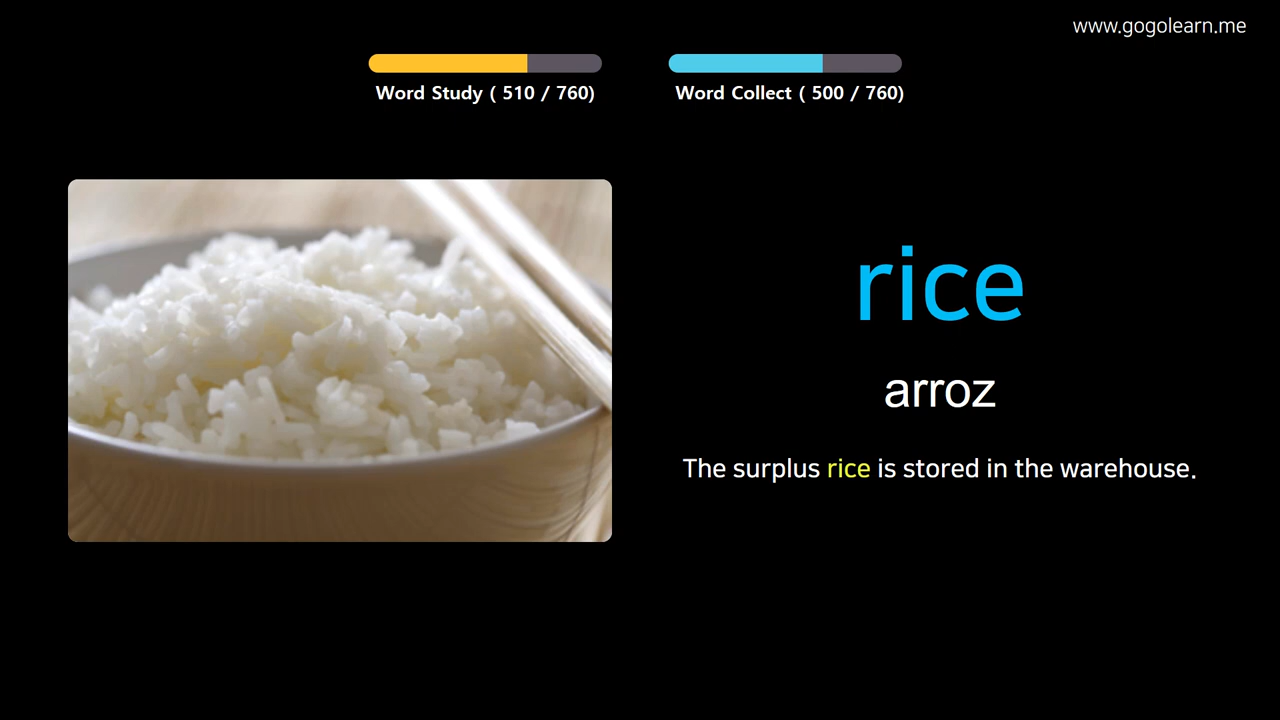 www.gogolearn.me
Word Study ( 510 / 760)
Word Collect ( 500 / 760)
rice
arroz
The surplus rice is stored in the warehouse.